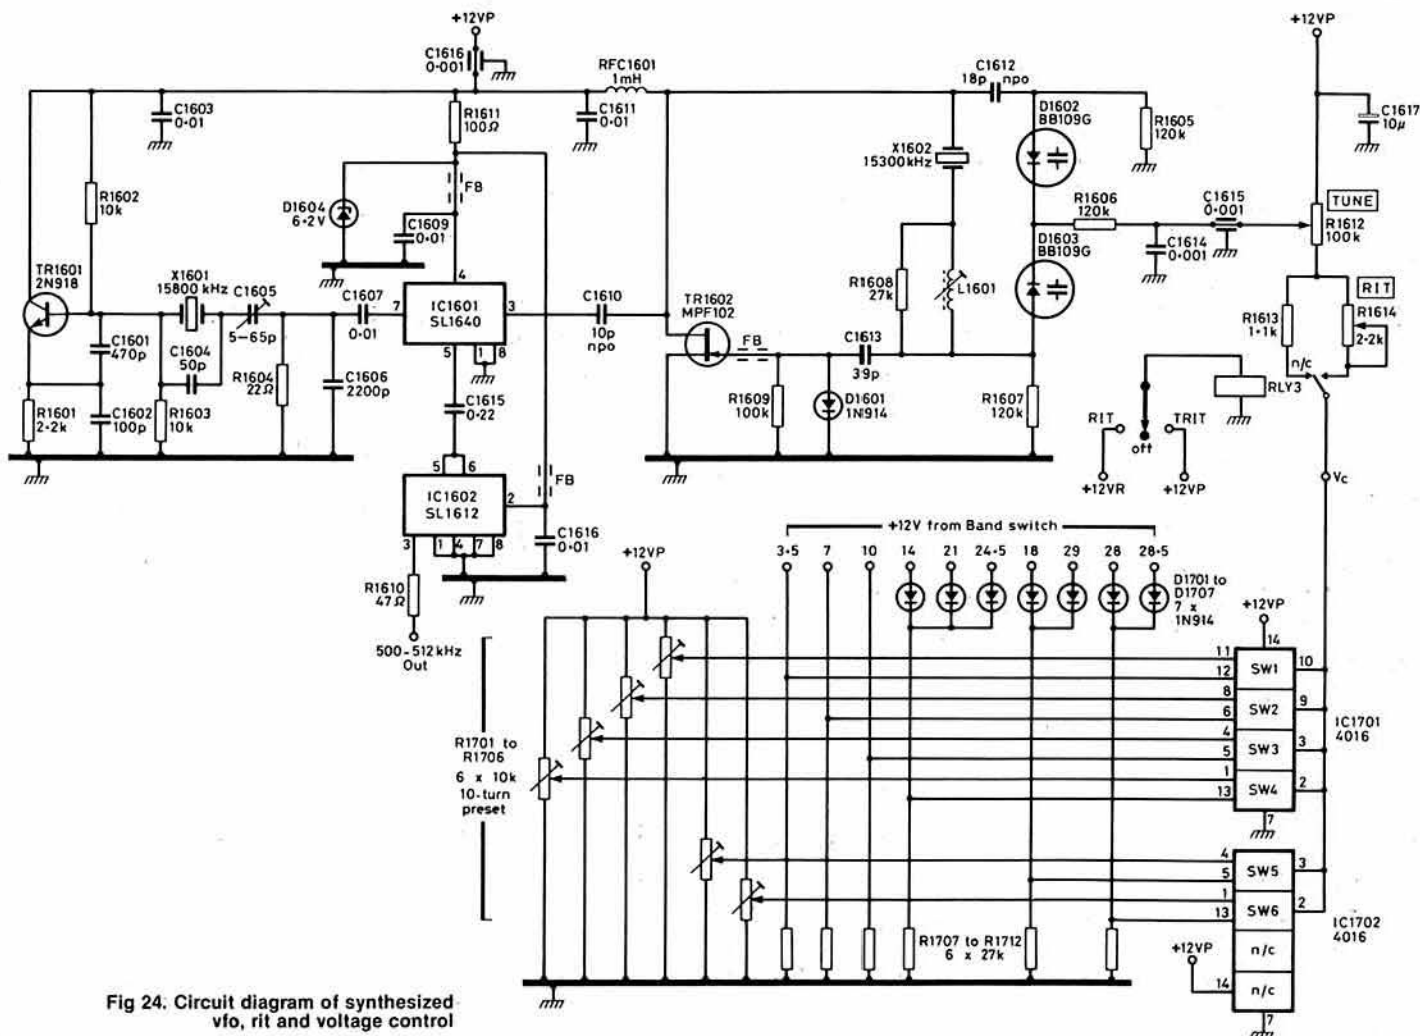 +12VP
C1616
0·001
RFC1601
1mH
C1612
18p npo
+12VP
C1603
0·01
R1611
100Ω
C1611
0·01
D1602
BB109G
R1605
120k
C1617
10μ
X1602
15300kHz
R1602
10k
FB
D1604
6·2V
C1609
0·01
R1606
120k
C1615
0·001
TUNE
R1612
100k
D1603
BB109G
C1614
0·001
TR1601
2N918
X1601
15800 kHz
C1605
5–65p
C1607
0·01
4
7
IC1601
SL1640
3
5
1
8
C1610
10p
npo
TR1602
MPF102
FB
R1608
27k
L1601
RIT
R1613
1·1k
R1614
2·2k
n/c
C1601
470p
C1604
50p
R1604
22Ω
C1606
2200p
C1613
39p
RLY3
R1601
2·2k
C1602
100p
R1603
10k
C1615
0·22
R1609
100k
D1601
1N914
R1607
120k
RIT
TRIT
off
+12VR
+12VP
Vc
5
6
FB
IC1602
SL1612
2
3
1
4
7
8
C1616
0·01
R1610
47Ω
500–512kHz
Out
+12VP
+12V from Band switch
3·5
7
10
14
21
24·5
18
29
28
28·5
D1701 to
D1707
7 x
1N914
+12VP
14
11
SW1
10
12
8
SW2
9
6
4
SW3
3
5
1
SW4
2
13
7
IC1701
4016
R1701 to
R1706
6 x 10k
10-turn
preset
4
SW5
3
5
1
SW6
2
13
IC1702
4016
R1707 to R1712
6 x 27k
+12VP
n/c
14
n/c
7
Fig 24. Circuit diagram of synthesized
vfo, rit and voltage control